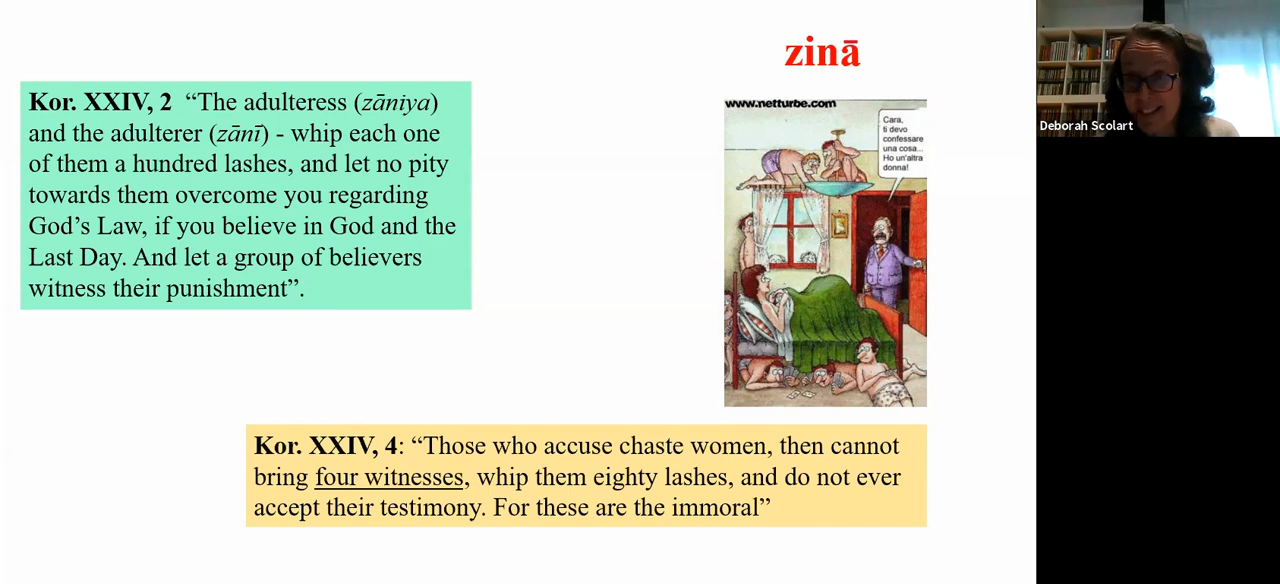 zinā
Kor. XXIV, 2 “The adulteress (zāniya)
and the adulterer (zānī) - whip each one
of them a hundred lashes, and let no pity
towards them overcome you regarding
God’s Law, if you believe in God and the
Last Day. And let a group of believers
witness their punishment”.
www.netturbe.com
Cara,
ti devo
confessare
una cosa...
Ho un'altra
donna!
Kor. XXIV, 4: “Those who accuse chaste women, then cannot
bring four witnesses, whip them eighty lashes, and do not ever
accept their testimony. For these are the immoral”
Deborah Scolart